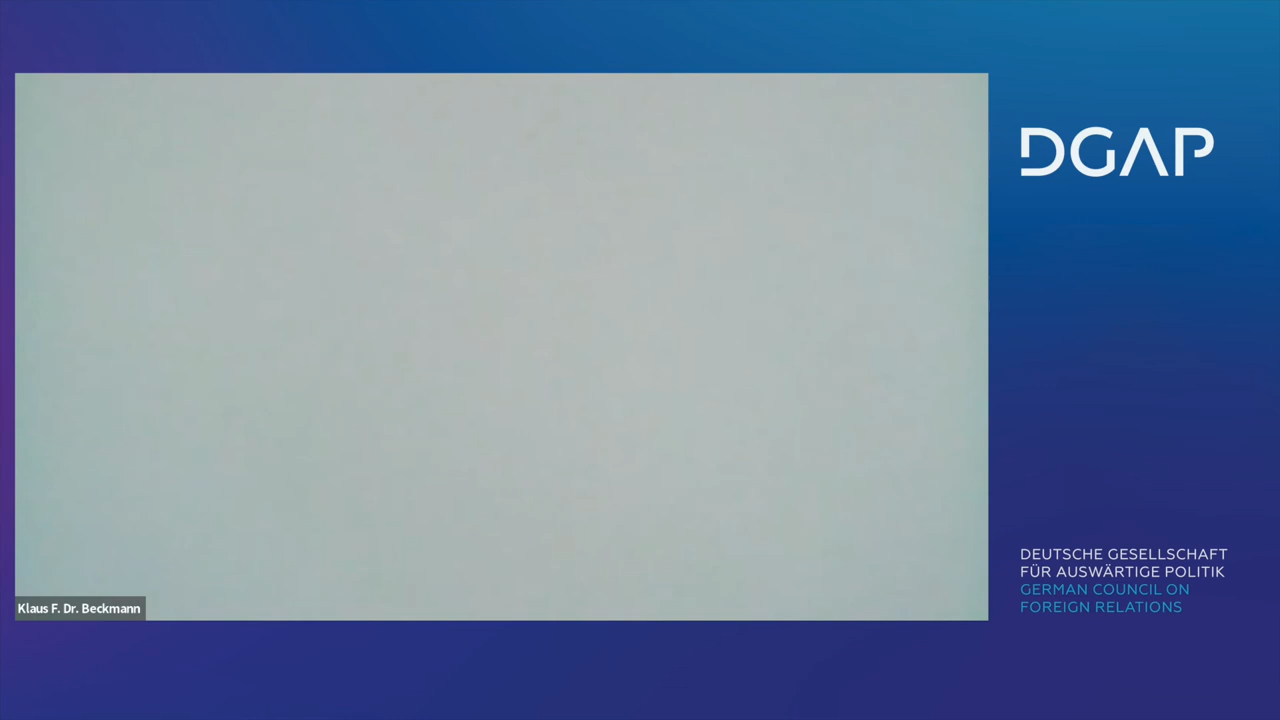 DGAP
DEUTSCHE GESELLSCHAFT
FÜR AUSWÄRTIGE POLITIK
GERMAN COUNCIL ON
FOREIGN RELATIONS
Klaus F. Dr. Beckmann